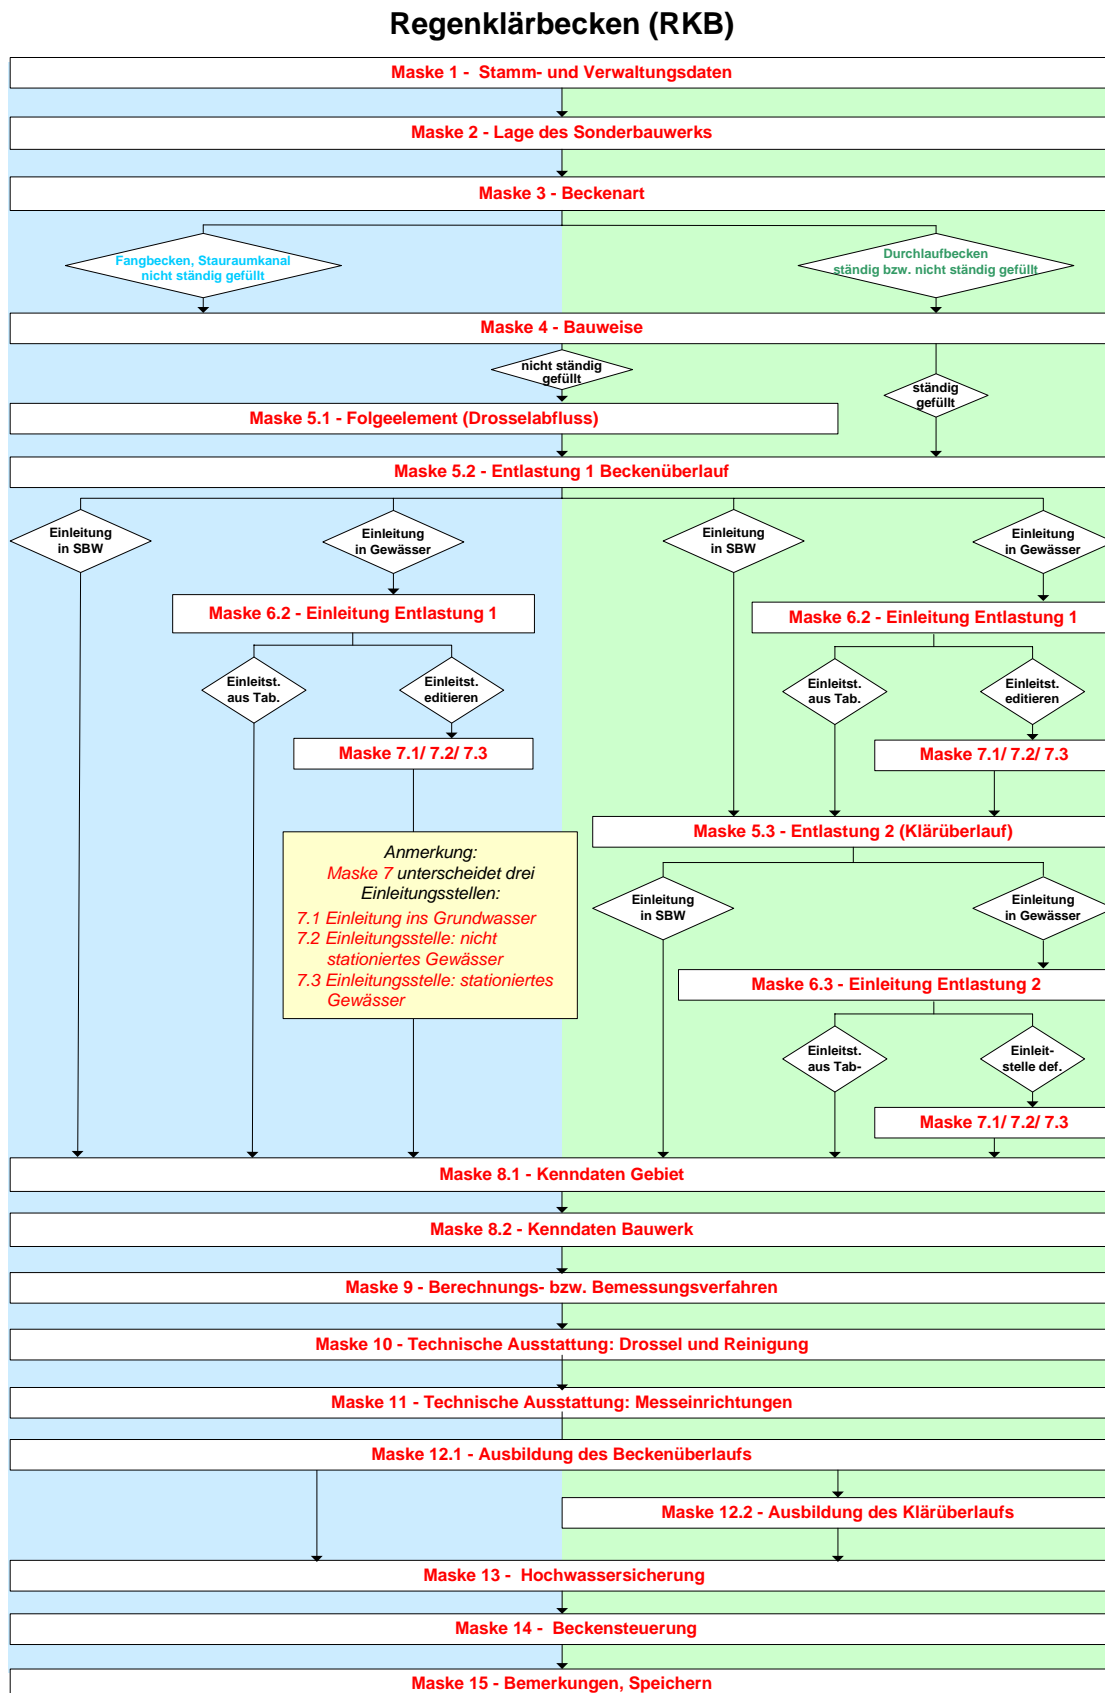 Regenklärbecken (RKB)
Maske 1 - Stamm- und Verwaltungsdaten
Maske 2 - Lage des Sonderbauwerks
Maske 3 - Beckenart
Fangbecken, Stauraumkanal
nicht ständig gefüllt
Durchlaufbecken
ständig bzw. nicht ständig gefüllt
Maske 4 - Bauweise
nicht ständig
gefüllt
ständig
gefüllt
Maske 5.1 - Folgeelement (Drosselabfluss)
Maske 5.2 - Entlastung 1 Beckenüberlauf
Einleitung
in SBW
Einleitung
in Gewässer
Einleitung
in SBW
Einleitung
in Gewässer
Maske 6.2 - Einleitung Entlastung 1
Maske 6.2 - Einleitung Entlastung 1
Einleitst.
aus Tab.
Einleitst.
editieren
Einleitst.
aus Tab.
Einleitst.
editieren
Maske 7.1/ 7.2/ 7.3
Maske 7.1/ 7.2/ 7.3
Maske 5.3 - Entlastung 2 (Klärüberlauf)
Anmerkung:
Maske 7 unterscheidet drei
Einleitungsstellen:
7.1 Einleitung ins Grundwasser
7.2 Einleitungsstelle: nicht
stationiertes Gewässer
7.3 Einleitungsstelle: stationiertes
Gewässer
Einleitung
in SBW
Einleitung
in Gewässer
Maske 6.3 - Einleitung Entlastung 2
Einleitst.
aus Tab-
Einleit-
stelle def.
Maske 7.1/ 7.2/ 7.3
Maske 8.1 - Kenndaten Gebiet
Maske 8.2 - Kenndaten Bauwerk
Maske 9 - Berechnungs- bzw. Bemessungsverfahren
Maske 10 - Technische Ausstattung: Drossel und Reinigung
Maske 11 - Technische Ausstattung: Messeinrichtungen
Maske 12.1 - Ausbildung des Beckenüberlaufs
Maske 12.2 - Ausbildung des Klärüberlaufs
Maske 13 - Hochwassersicherung
Maske 14 - Beckensteuerung
Maske 15 - Bemerkungen, Speichern